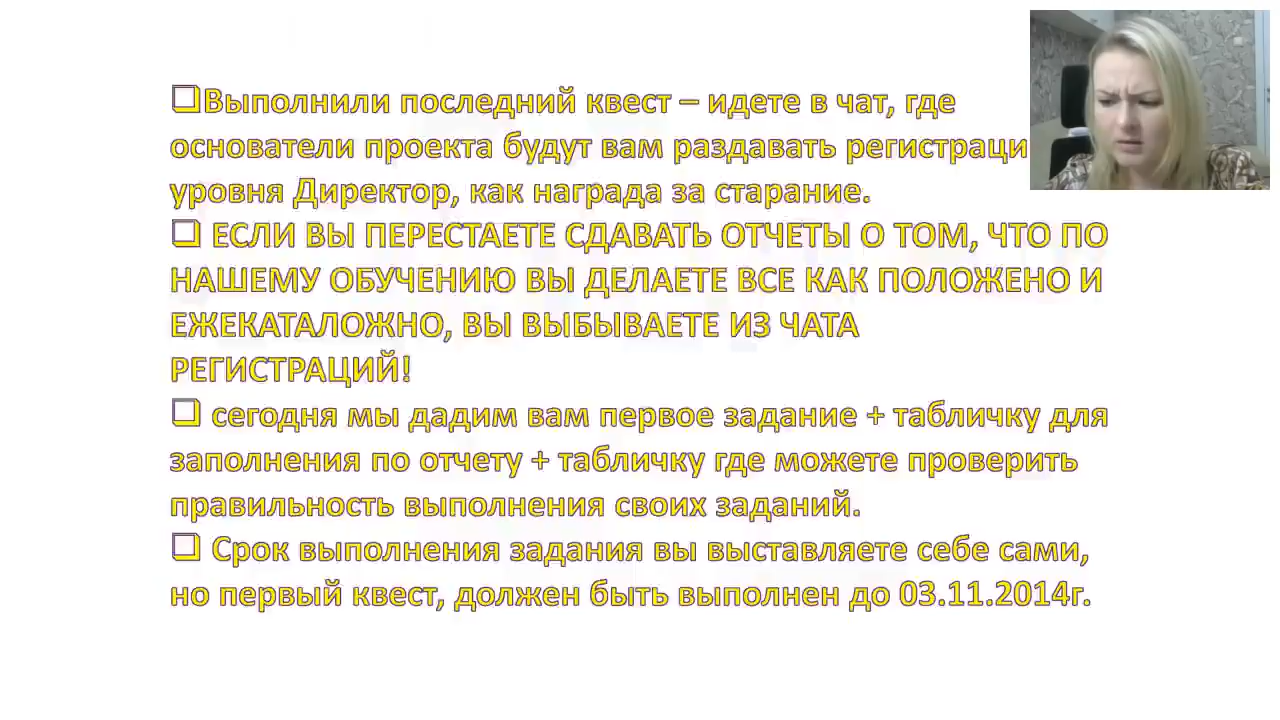 ❑Выполнили последний квест – идете в чат, где
основатели проекта будут вам раздавать регистраци
уровня Директор, как награда за старание.
❑ ЕСЛИ ВЫ ПЕРЕСТАЕТЕ СДАВАТЬ ОТЧЕТЫ О ТОМ, ЧТО ПО
НАШЕМУ ОБУЧЕНИЮ ВЫ ДЕЛАЕТЕ ВСЕ КАК ПОЛОЖЕНО И
ЕЖЕКАТАЛОЖНО, ВЫ ВЫБЫВАЕТЕ ИЗ ЧАТА
РЕГИСТРАЦИЙ!
❑ сегодня мы дадим вам первое задание + табличку для
заполнения по отчету + табличку где можете проверить
правильность выполнения своих заданий.
❑ Срок выполнения задания вы выставляете себе сами,
но первый квест, должен быть выполнен до 03.11.2014г.